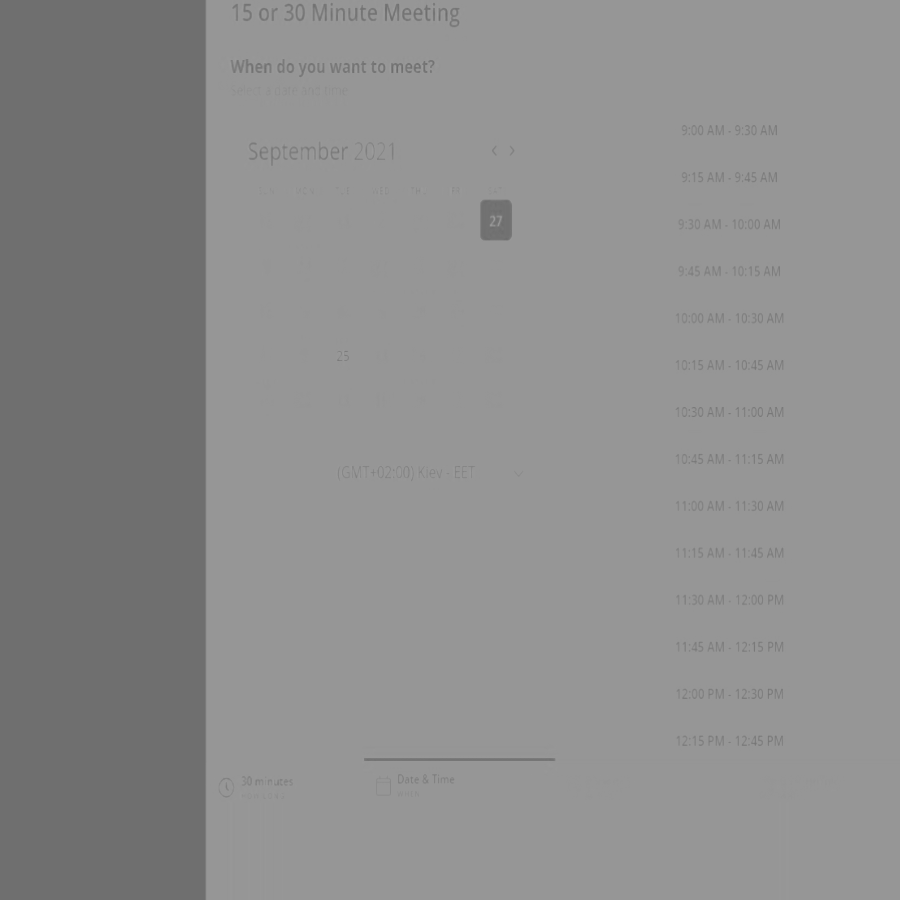 15 or 30 Minute Meeting
When do you want to meet?
Select a date and time
September 2021
27
25
(GMT+02:00) Kiev - EET
9:00 AM - 9:30 AM
9:15 AM - 9:45 AM
9:30 AM - 10:00 AM
9:45 AM - 10:15 AM
10:00 AM - 10:30 AM
10:15 AM - 10:45 AM
10:30 AM - 11:00 AM
10:45 AM - 11:15 AM
11:00 AM - 11:30 AM
11:15 AM - 11:45 AM
11:30 AM - 12:00 PM
11:45 AM - 12:15 PM
12:00 PM - 12:30 PM
12:15 PM - 12:45 PM
30 minutes
Date & Time